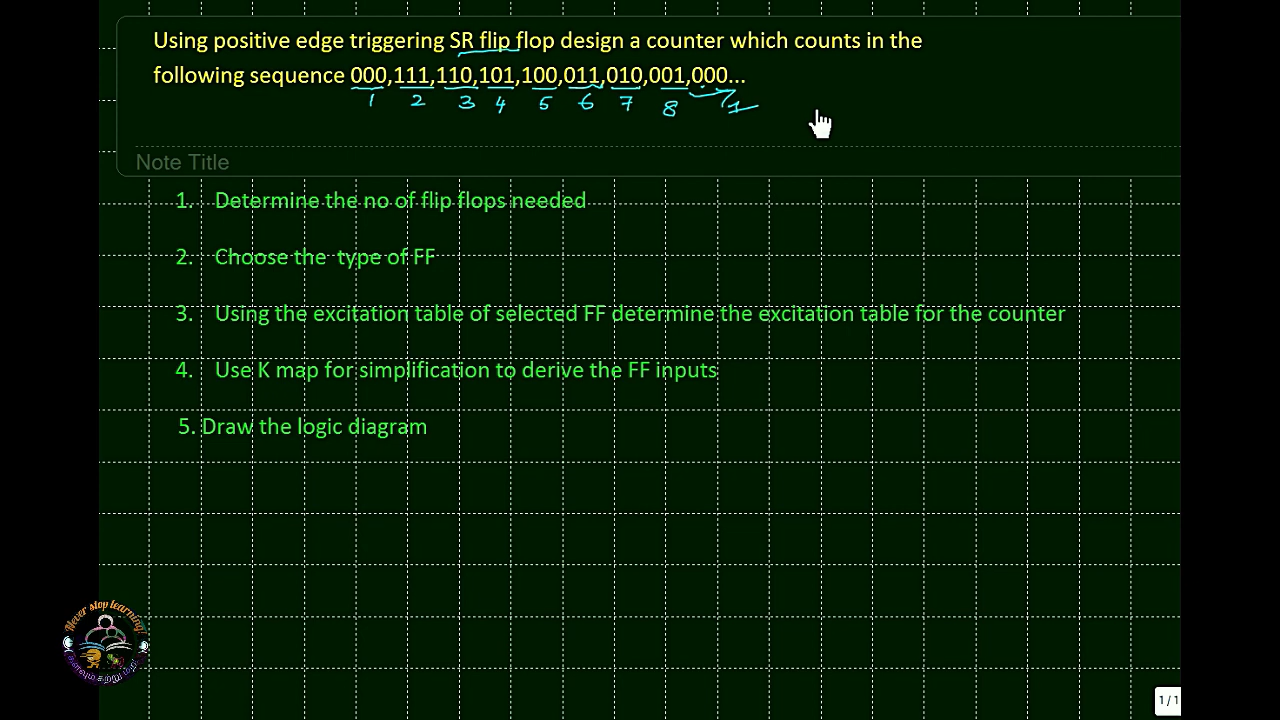 Using positive edge triggering SR flip flop design a counter which counts in the
following sequence 000,111,110,101,100,011,010,001,000...
1 2 3 4 5 6 7 8 1
Note Title
1. Determine the no of flip flops needed
2. Choose the type of FF
3. Using the excitation table of selected FF determine the excitation table for the counter
4. Use K map for simplification to derive the FF inputs
5. Draw the logic diagram
Never stop learning!
1 / 1